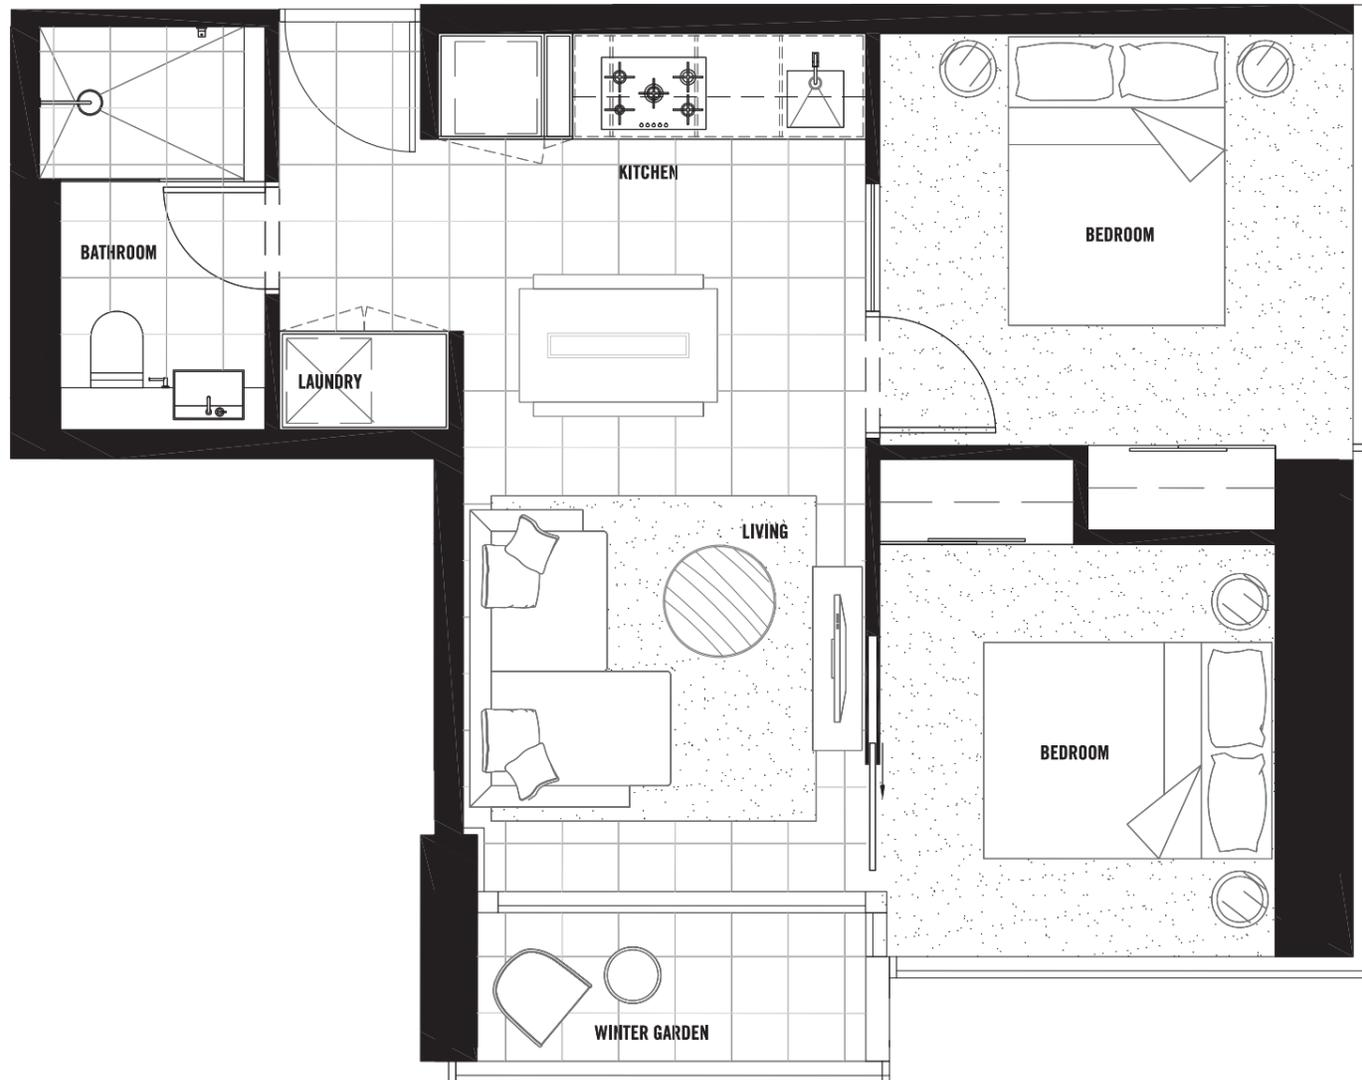 KITCHEN
BEDROOM
BATHROOM
LAUNDRY
LIVING
BEDROOM
WINTER GARDEN